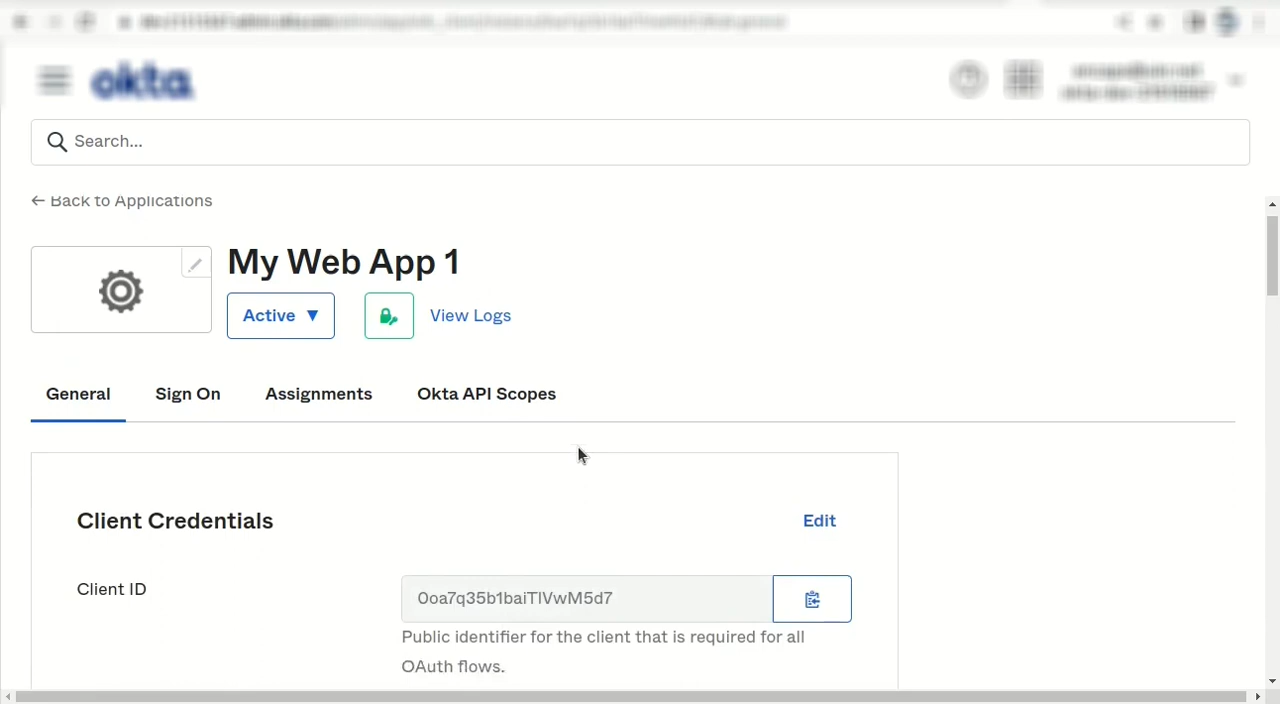 okta
Search...
← Back to Applications
My Web App 1
Active ▼ View Logs
General Sign On Assignments Okta API Scopes
Client Credentials Edit
Client ID 0oa7q35b1baiTlVwM5d7
Public identifier for the client that is required for all
OAuth flows.